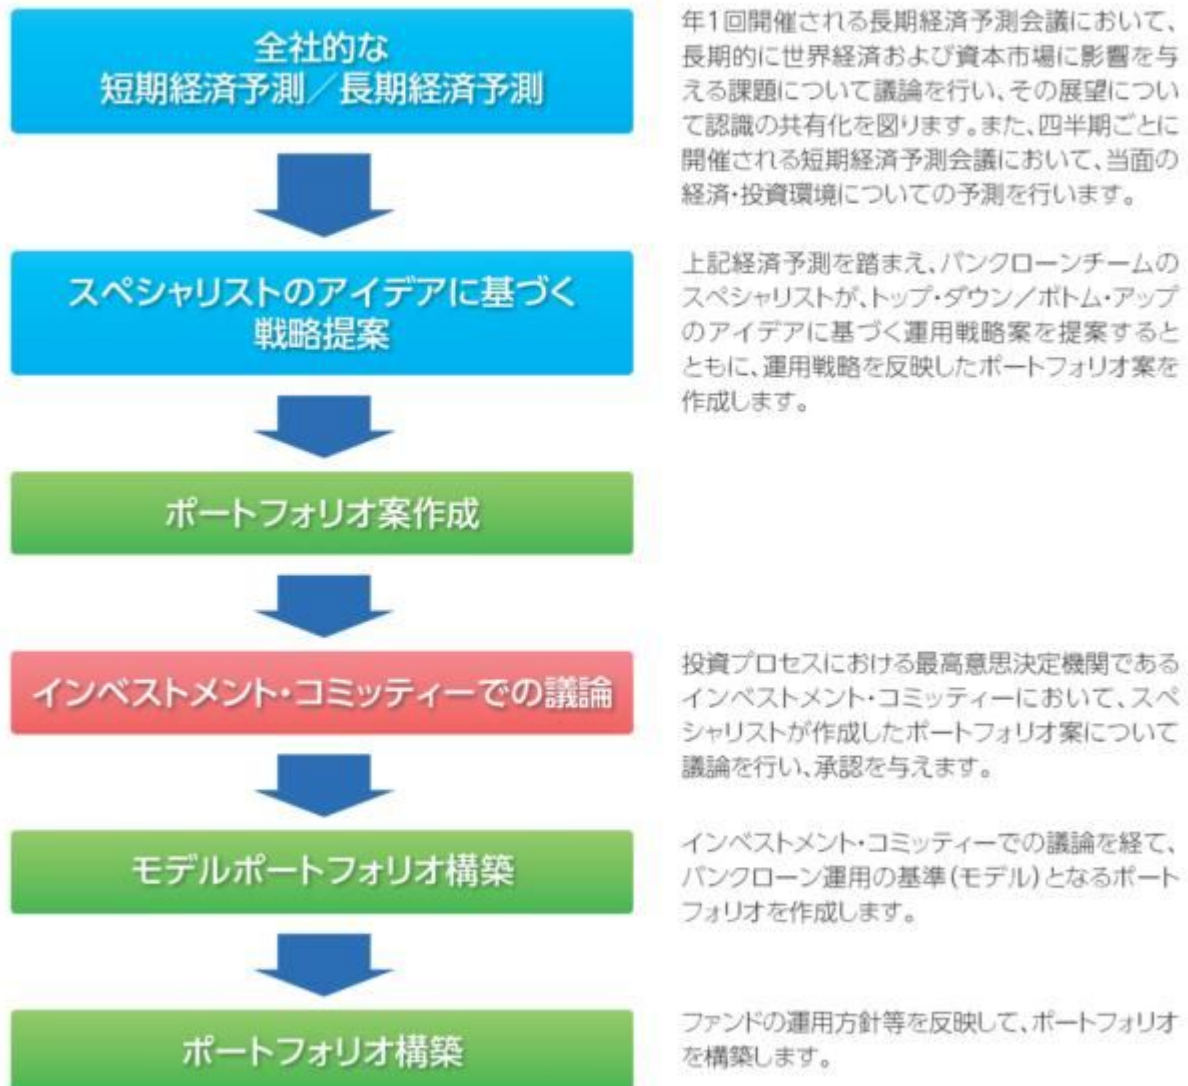 全社的な
短期経済予測／長期経済予測
年1回開催される長期経済予測会議において、
長期的に世界経済および資本市場に影響を与
える課題について議論を行い、その展望につい
て認識の共有化を図ります。また、四半期ごとに
開催される短期経済予測会議において、当面の
経済・投資環境についての予測を行います。
スペシャリストのアイデアに基づく
戦略提案
上記経済予測を踏まえ、バンクローンチームの
スペシャリストが、トップ・ダウン／ボトム・アップ
のアイデアに基づく運用戦略案を提案すると
ともに、運用戦略を反映したポートフォリオ案を
作成します。
ポートフォリオ案作成
インベストメント・コミッティーでの議論
投資プロセスにおける最高意思決定機関である
インベストメント・コミッティーにおいて、スペ
シャリストが作成したポートフォリオ案について
議論を行い、承認を与えます。
モデルポートフォリオ構築
インベストメント・コミッティーでの議論を経て、
バンクローン運用の基準(モデル)となるポート
フォリオを作成します。
ポートフォリオ構築
ファンドの運用方針等を反映して、ポートフォリオ
を構築します。